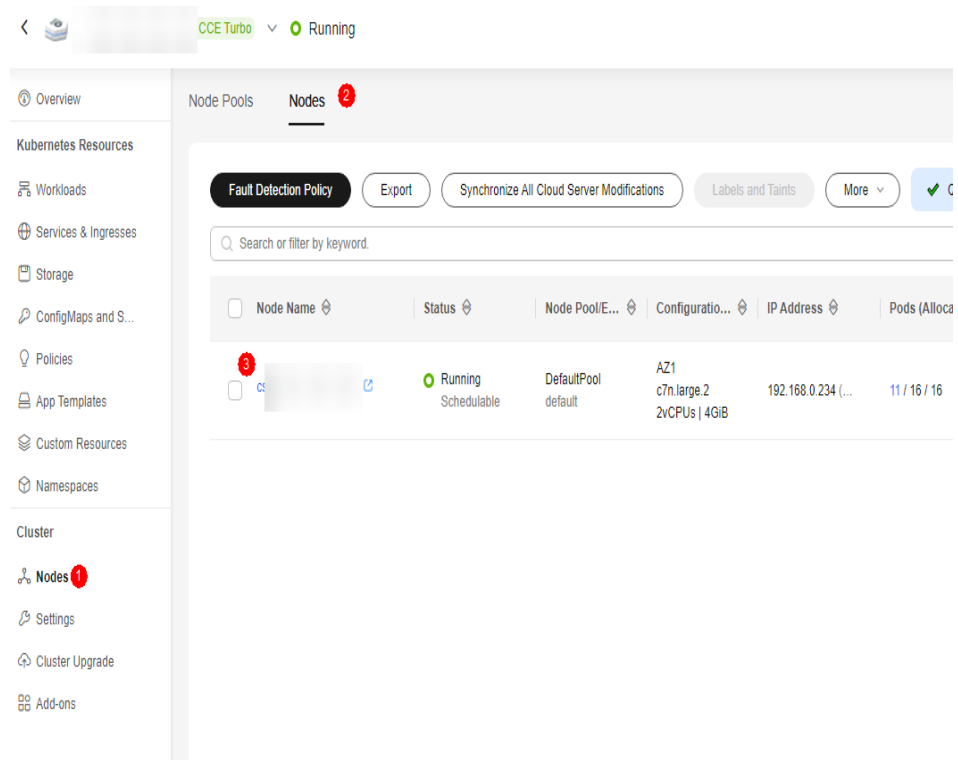 CCE Turbo Running
Overview
Kubernetes Resources
Workloads
Services & Ingresses
Storage
ConfigMaps and S...
Policies
App Templates
Custom Resources
Namespaces
Cluster
Nodes 1
Settings
Cluster Upgrade
Add-ons
Node Pools Nodes 2
Fault Detection Policy Export Synchronize All Cloud Server Modifications Labels and Taints More
Search or filter by keyword.
Node Name Status Node Pool/E... Configuratio... IP Address Pods (Alloca
3
Running DefaultPool AZ1 c7n.large.2 2vCPUs | 4GiB 192.168.0.234 (... 11 / 16 / 16
Schedulable default